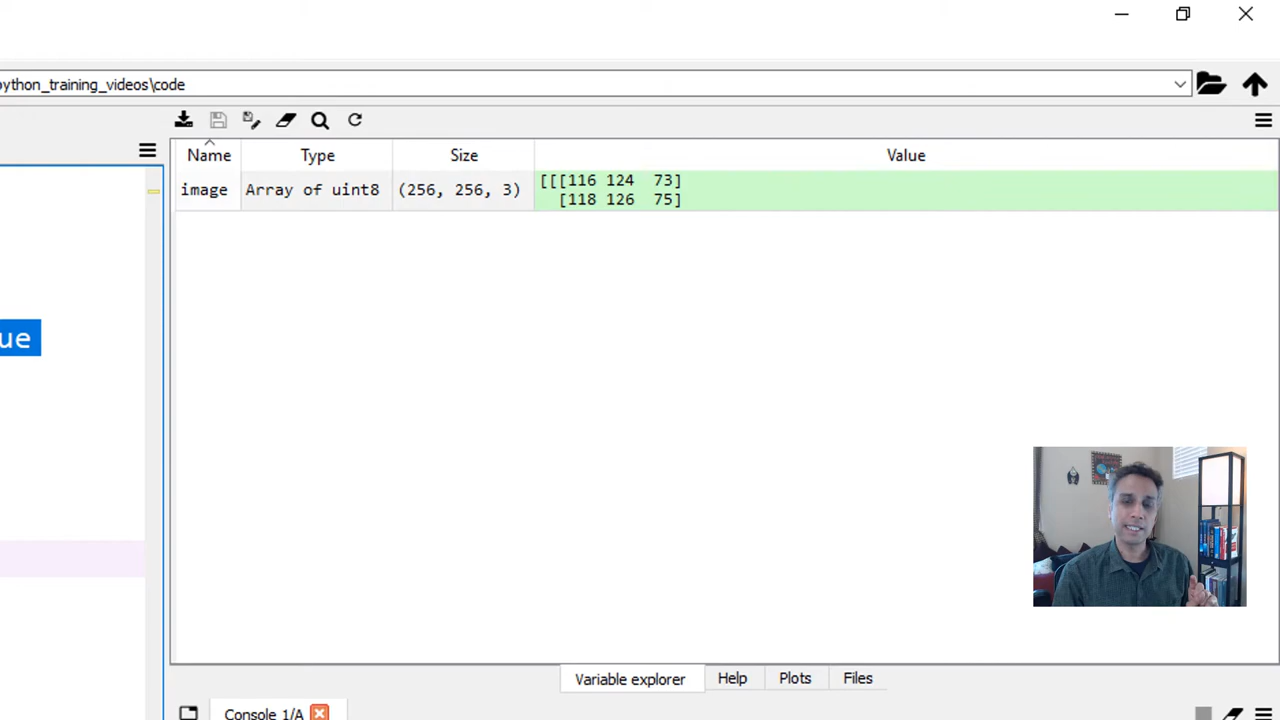 ython_training_videos\code
Name Type Size Value
image Array of uint8 (256, 256, 3) [[[116 124 73]
[118 126 75]
ue
Variable explorer Help Plots Files
Console 1/A